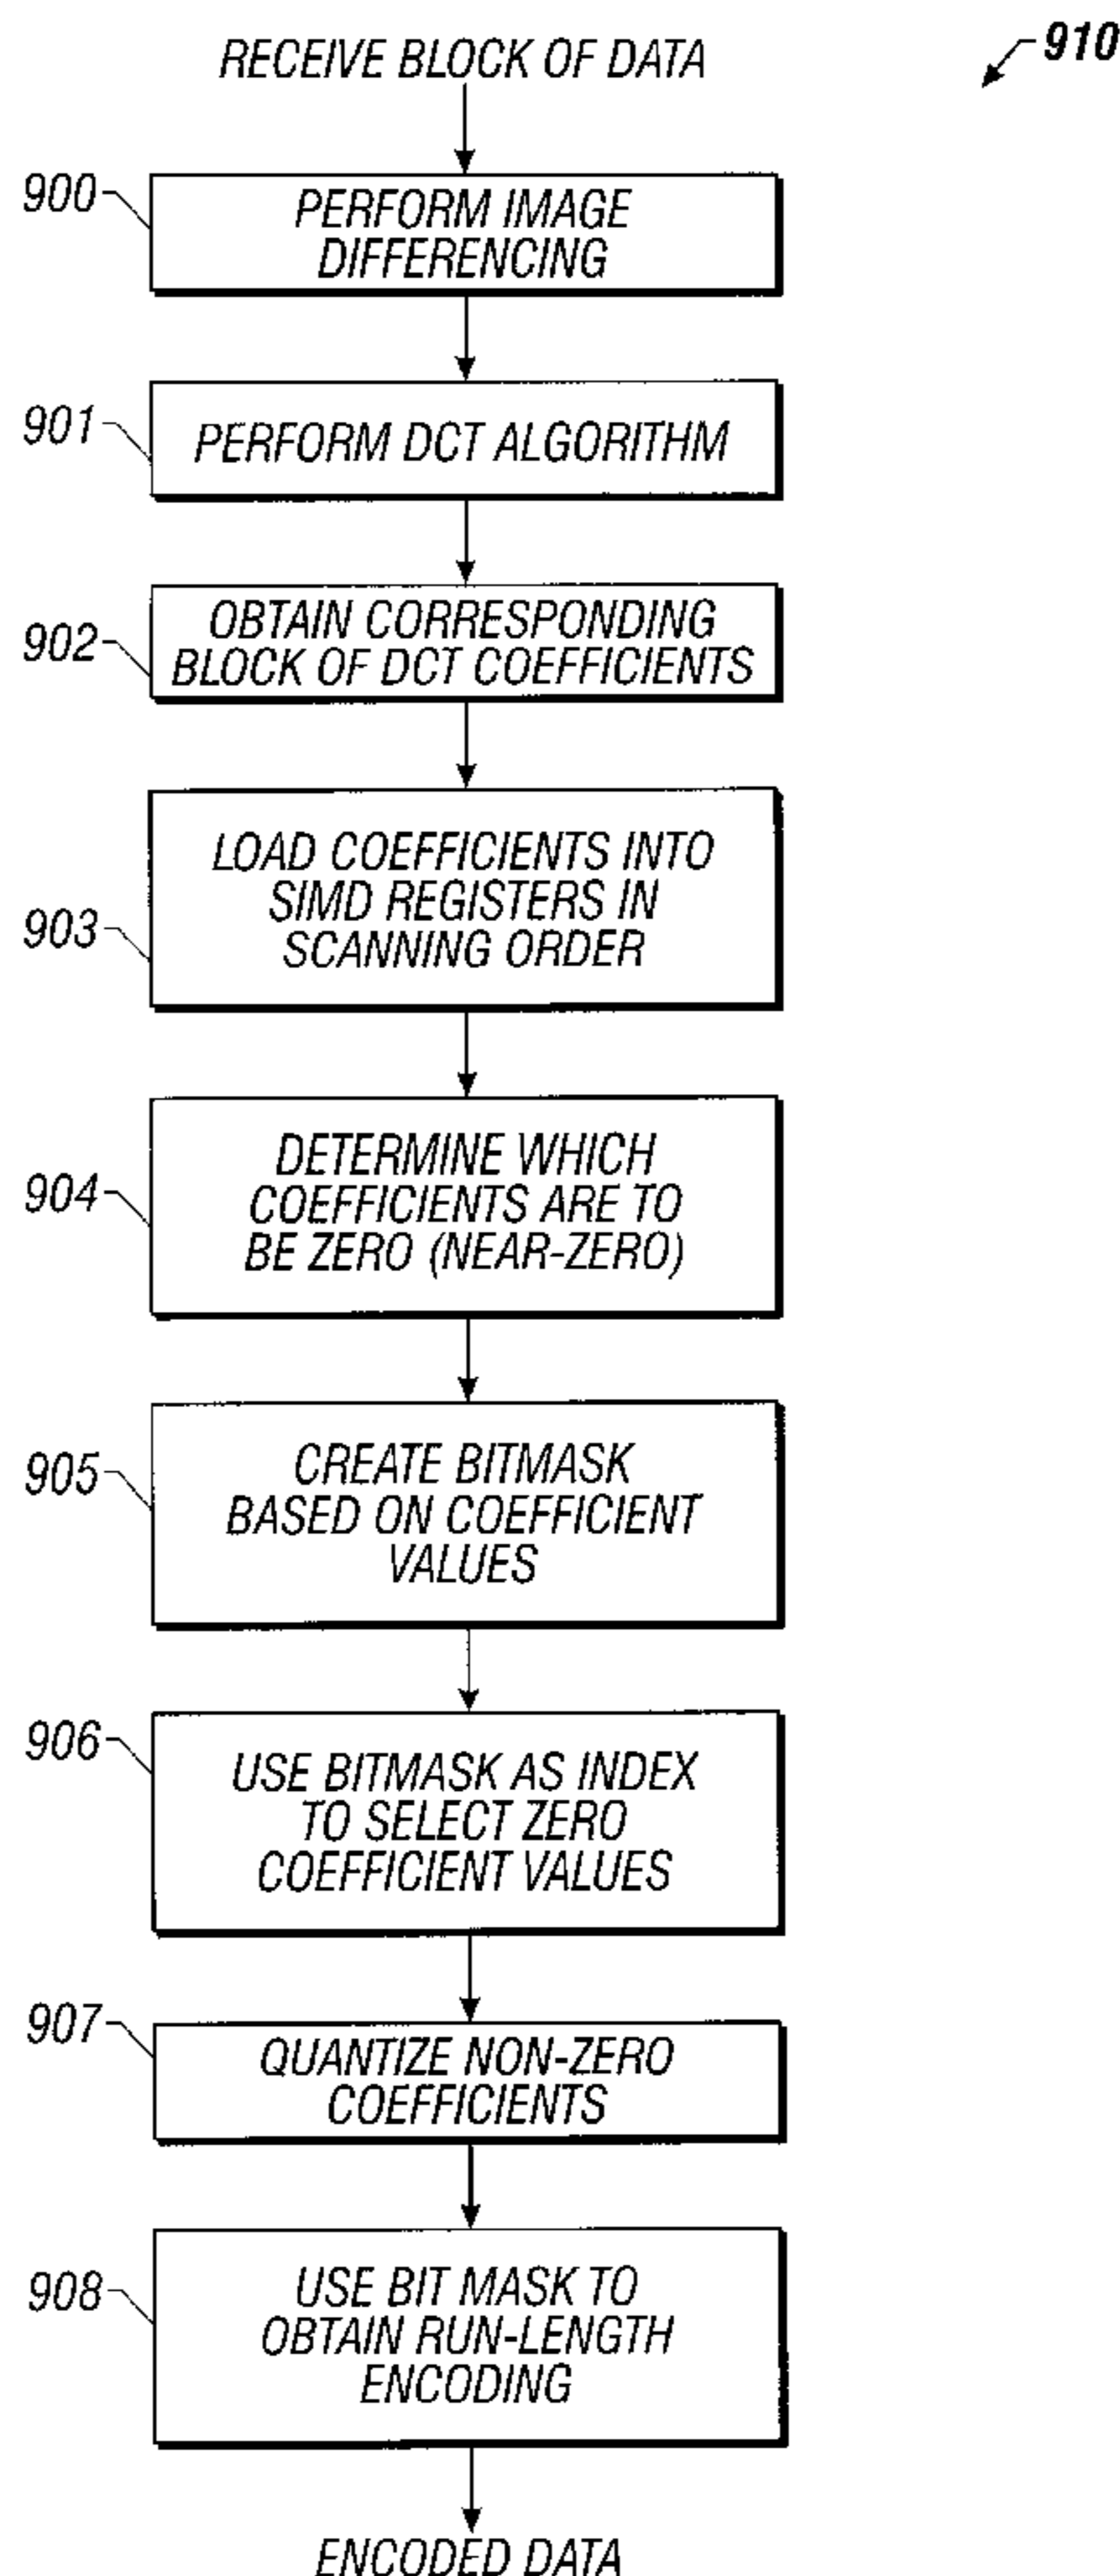 RECEIVE BLOCK OF DATA
910
900
PERFORM IMAGE
DIFFERENCING
901
PERFORM DCT ALGORITHM
902
OBTAIN CORRESPONDING
BLOCK OF DCT COEFFICIENTS
903
LOAD COEFFICIENTS INTO
SIMD REGISTERS IN
SCANNING ORDER
904
DETERMINE WHICH
COEFFICIENTS ARE TO
BE ZERO (NEAR-ZERO)
905
CREATE BITMASK
BASED ON COEFFICIENT
VALUES
906
USE BITMASK AS INDEX
TO SELECT ZERO
COEFFICIENT VALUES
907
QUANTIZE NON-ZERO
COEFFICIENTS
908
USE BIT MASK TO
OBTAIN RUN-LENGTH
ENCODING
ENCODED DATA